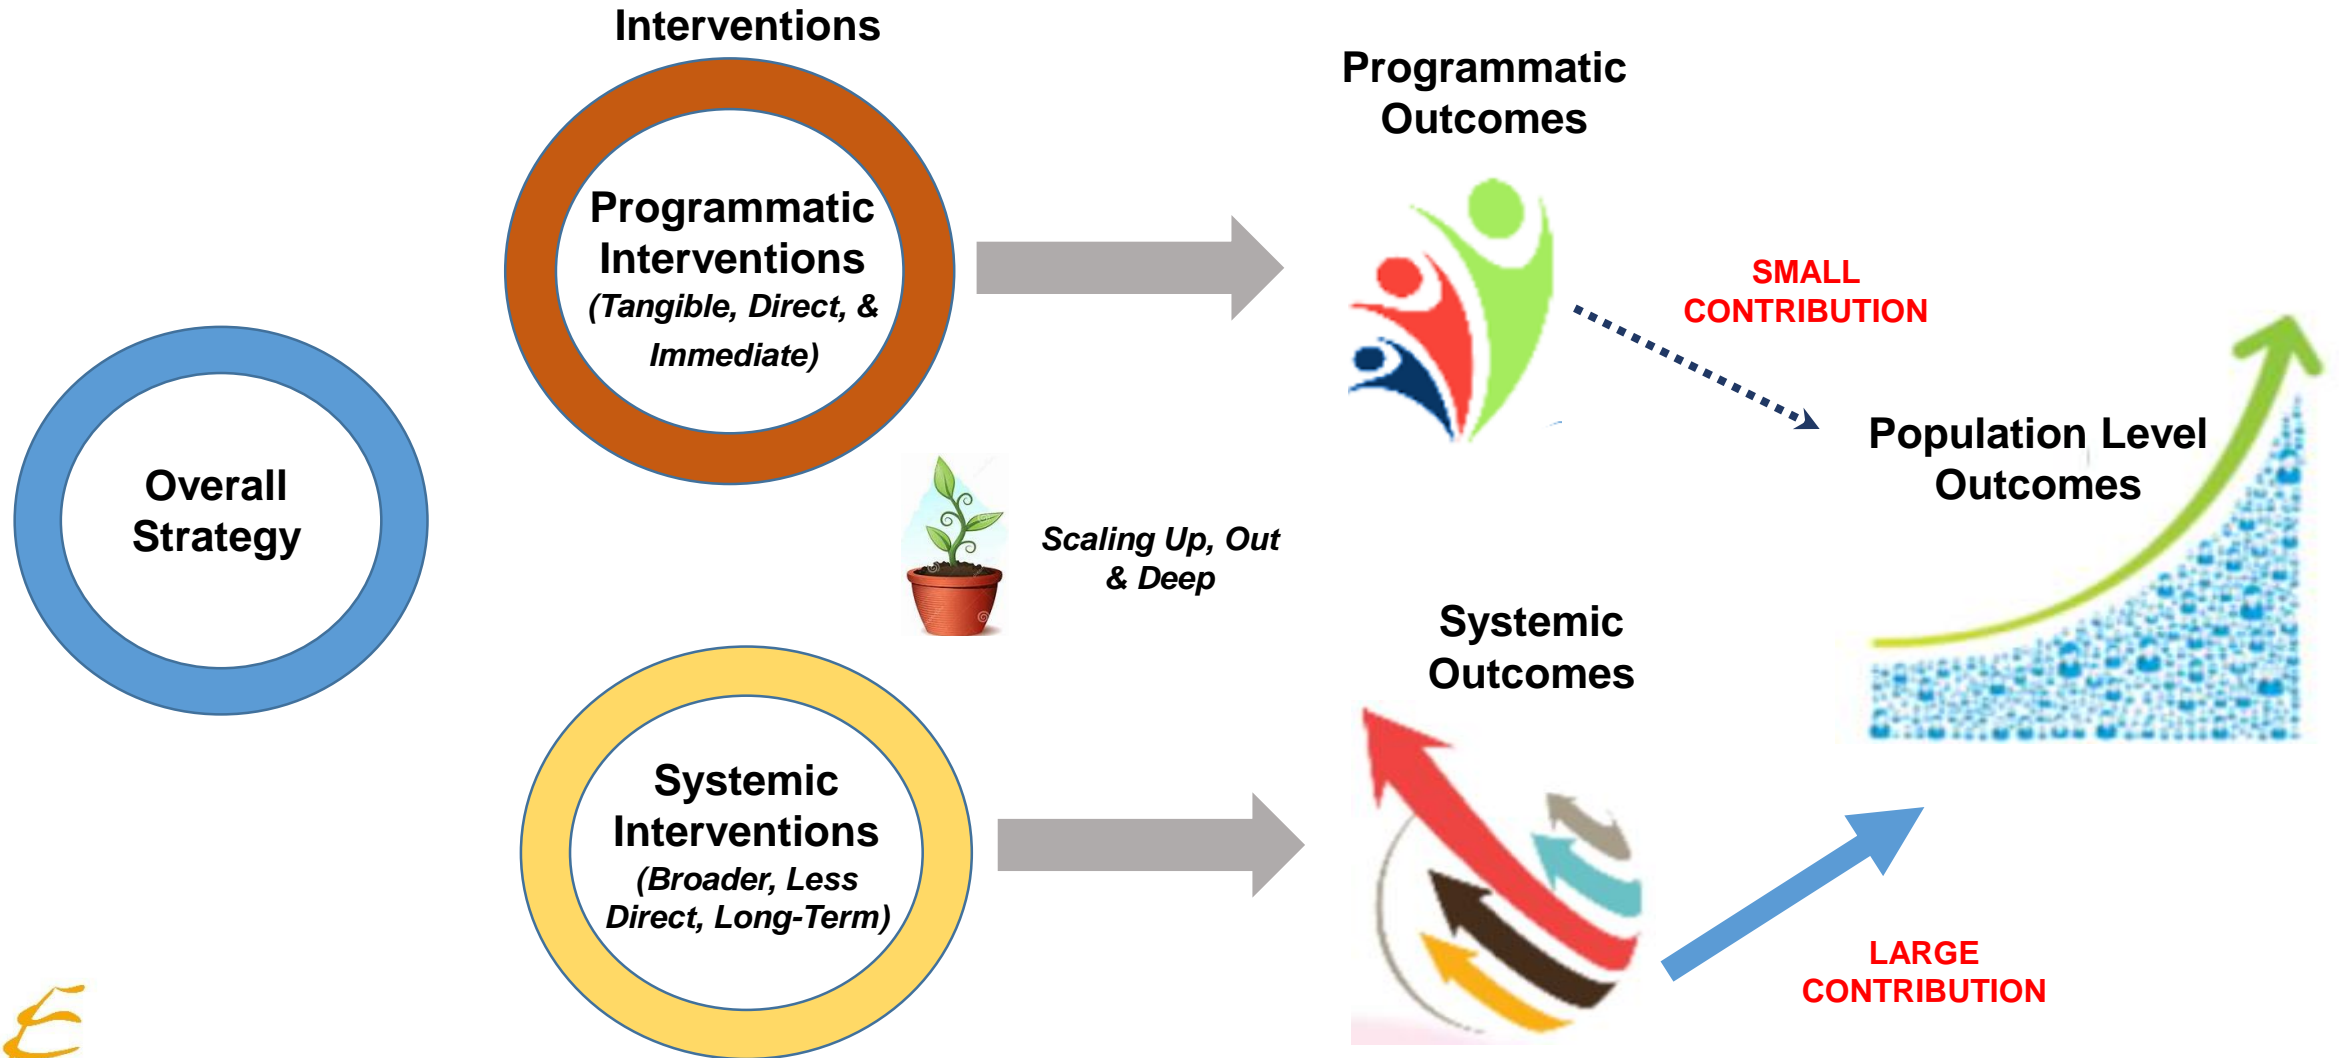 Interventions
Programmatic
Outcomes
Programmatic
Interventions
(Tangible, Direct, &
Immediate)
SMALL
CONTRIBUTION
Overall
Strategy
Population Level
Outcomes
Scaling Up, Out
& Deep
Systemic
Outcomes
Systemic
Interventions
(Broader, Less
Direct, Long-Term)
LARGE
CONTRIBUTION
E